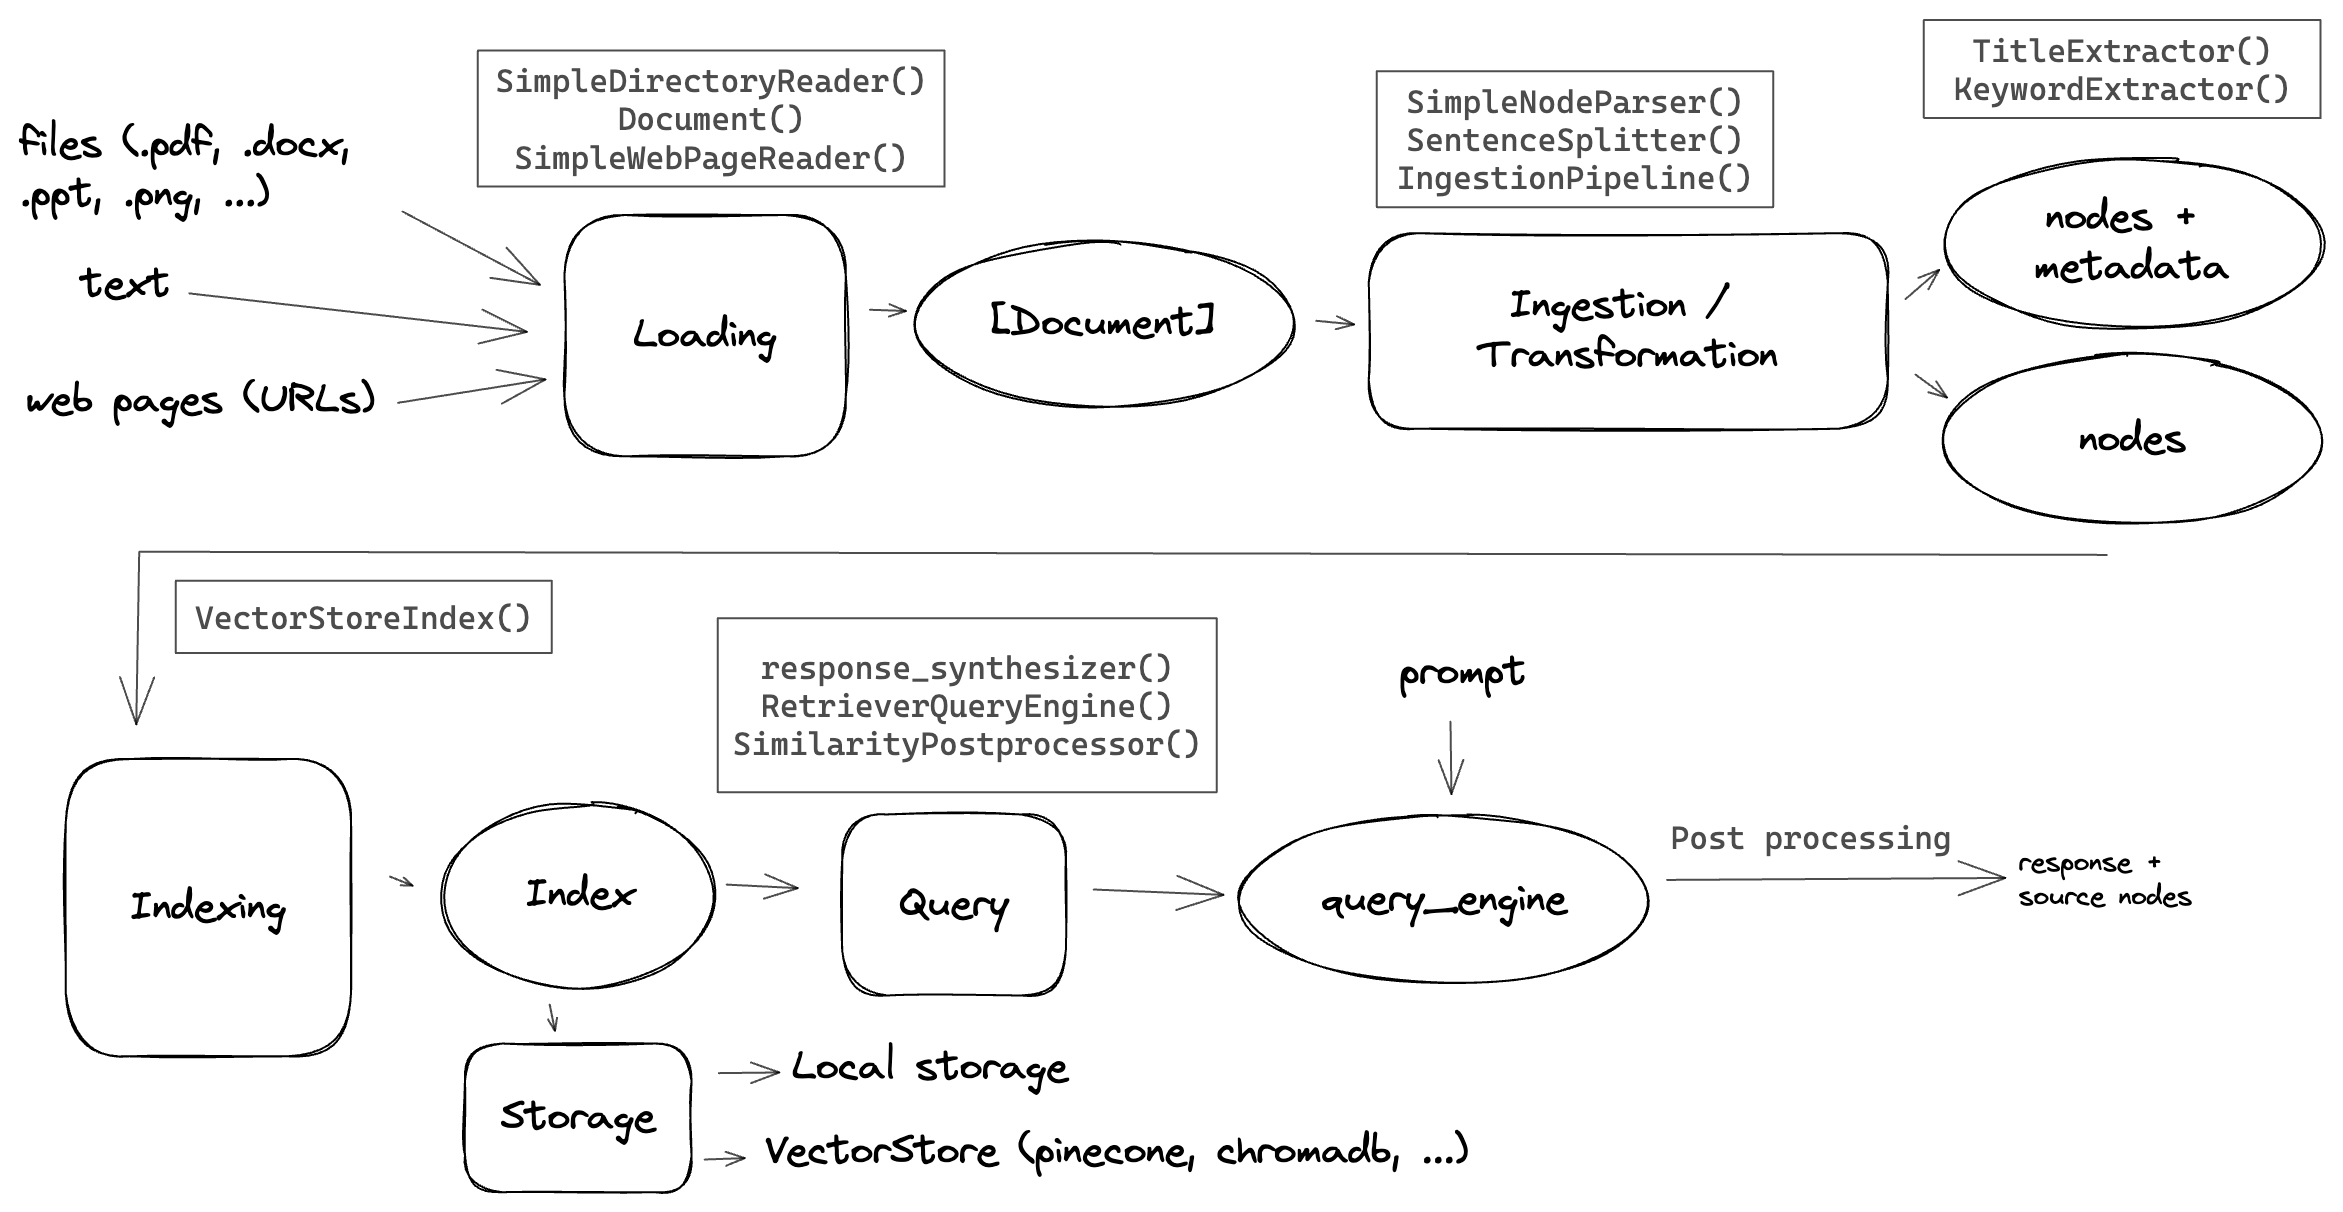 SimpleDirectoryReader()
Document()
SimpleWebPageReader()
SimpleNodeParser()
SentenceSplitter()
IngestionPipeline()
TitleExtractor()
KeywordExtractor()
files (.pdf, .docx,
.ppt, .png, ...)
text
web pages (URLs)
Loading
[Document]
Ingestion /
Transformation
nodes +
metadata
nodes
VectorStoreIndex()
response_synthesizer()
RetrieverQueryEngine()
SimilarityPostprocessor()
prompt
Indexing
Index
Query
query_engine
Post processing
response +
source nodes
Storage
Local storage
VectorStore (pinecone, chromadb, ...)